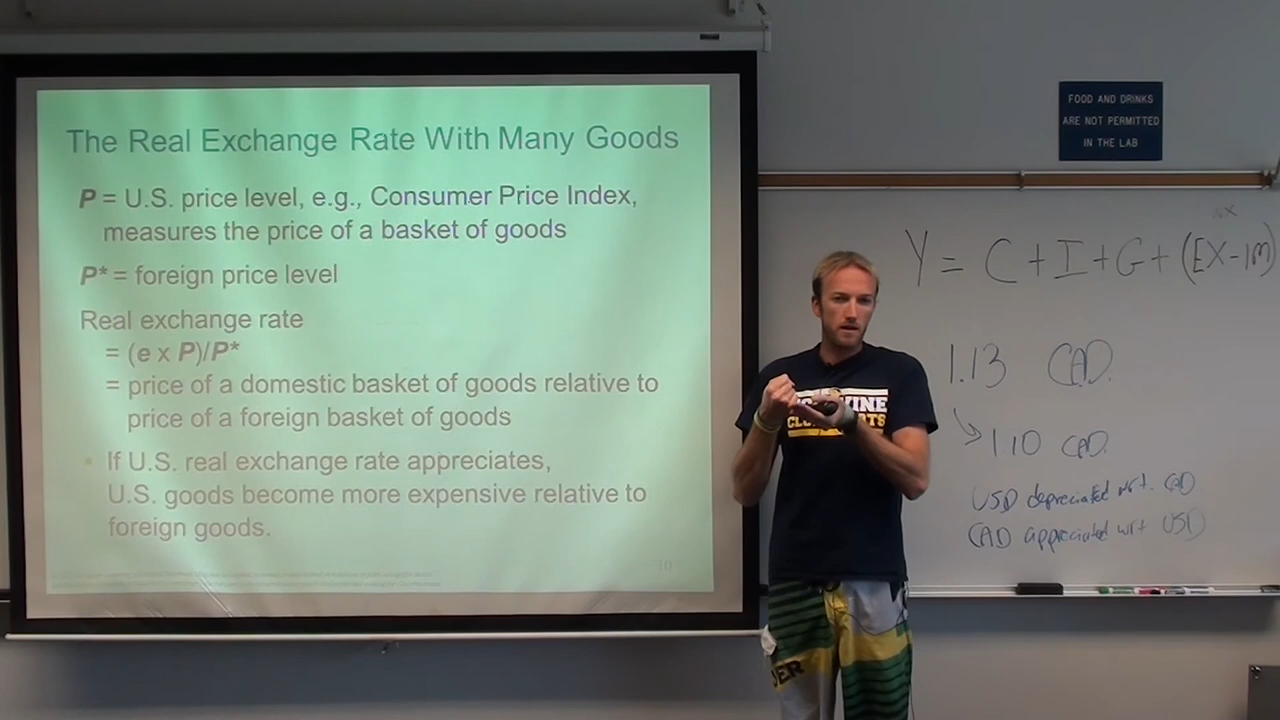 The Real Exchange Rate With Many Goods
P = U.S. price level, e.g., Consumer Price Index,
measures the price of a basket of goods
P* = foreign price level
Real exchange rate
= (e x P)/P*
= price of a domestic basket of goods relative to
price of a foreign basket of goods
If U.S. real exchange rate appreciates,
U.S. goods become more expensive relative to
foreign goods.
10
FOOD AND DRINKS
ARE NOT PERMITTED
IN THE LAB
Y = C + I + G + (EX - IM)
1.13 CAD.
↘ 1.10 CAD.
USD depreciated wrt. CAD
CAD appreciated wrt USD